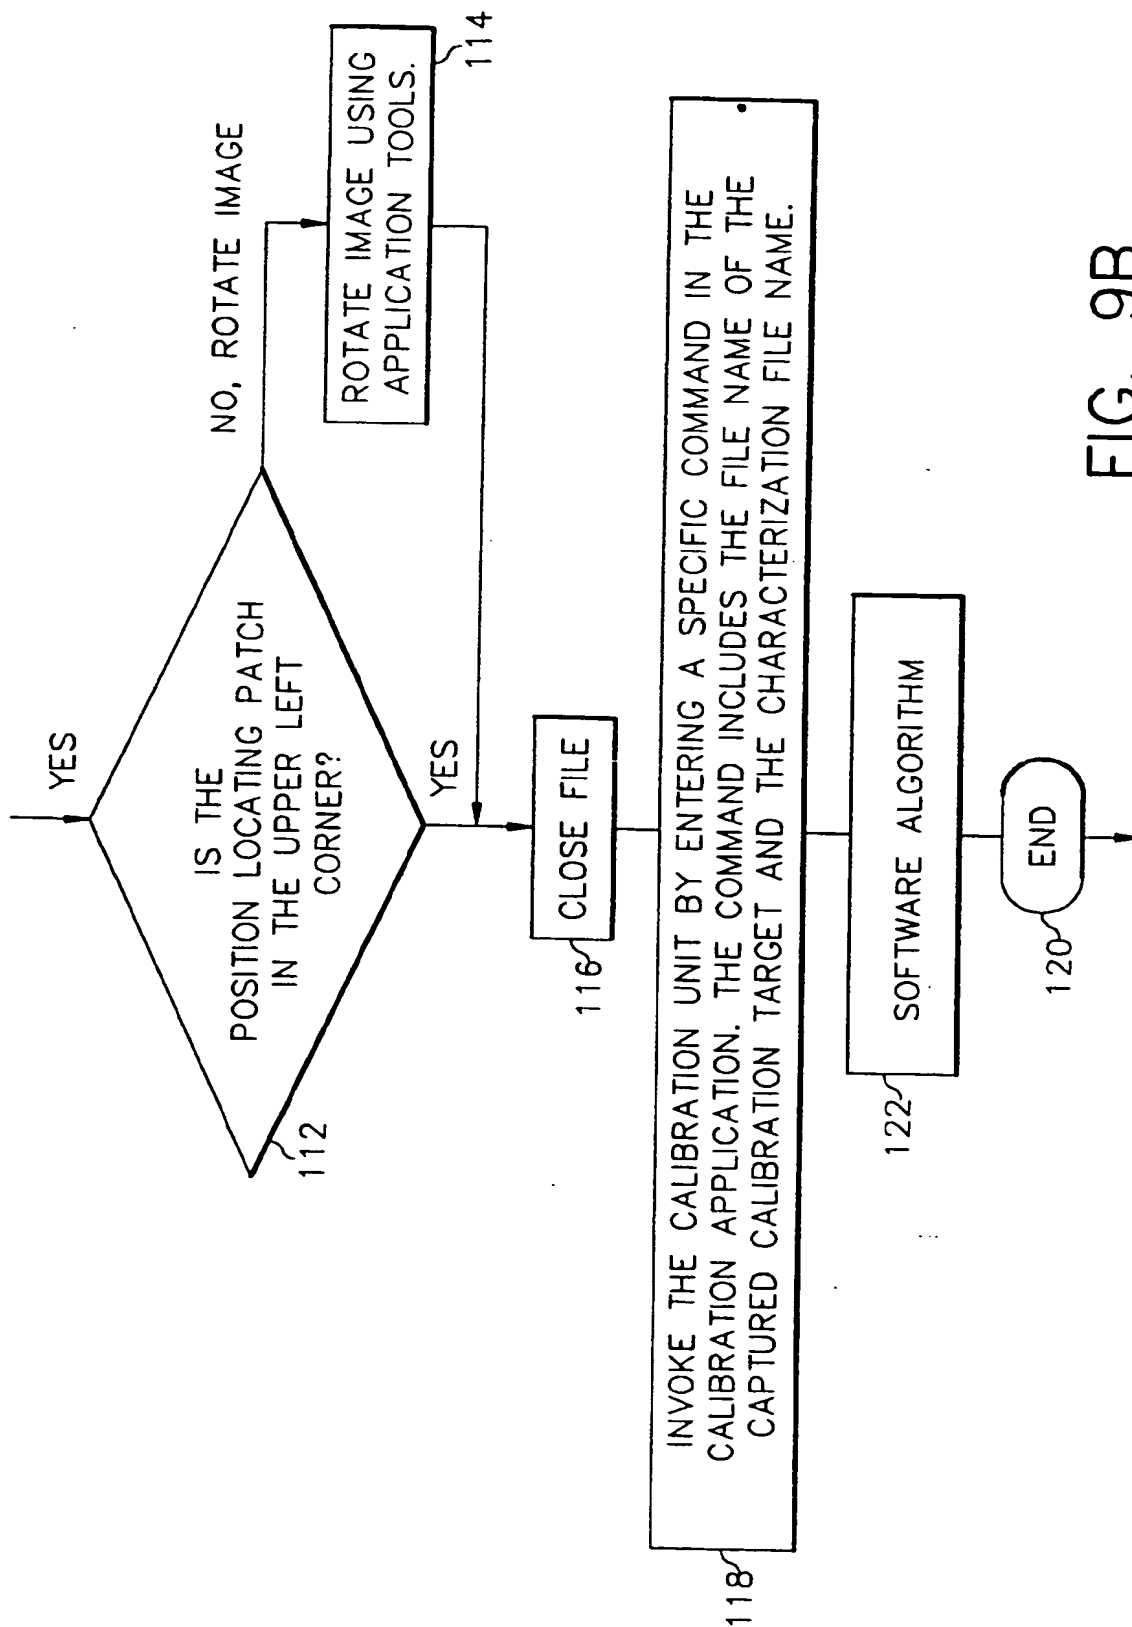 YES
IS THE
POSITION LOCATING PATCH
IN THE UPPER LEFT
CORNER?
112
NO, ROTATE IMAGE
ROTATE IMAGE USING
APPLICATION TOOLS.
114
YES
CLOSE FILE
116
INVOKE THE CALIBRATION UNIT BY ENTERING A SPECIFIC COMMAND IN THE
CALIBRATION APPLICATION. THE COMMAND INCLUDES THE FILE NAME OF THE
CAPTURED CALIBRATION TARGET AND THE CHARACTERIZATION FILE NAME.
118
SOFTWARE ALGORITHM
122
END
120
FIG. 9B